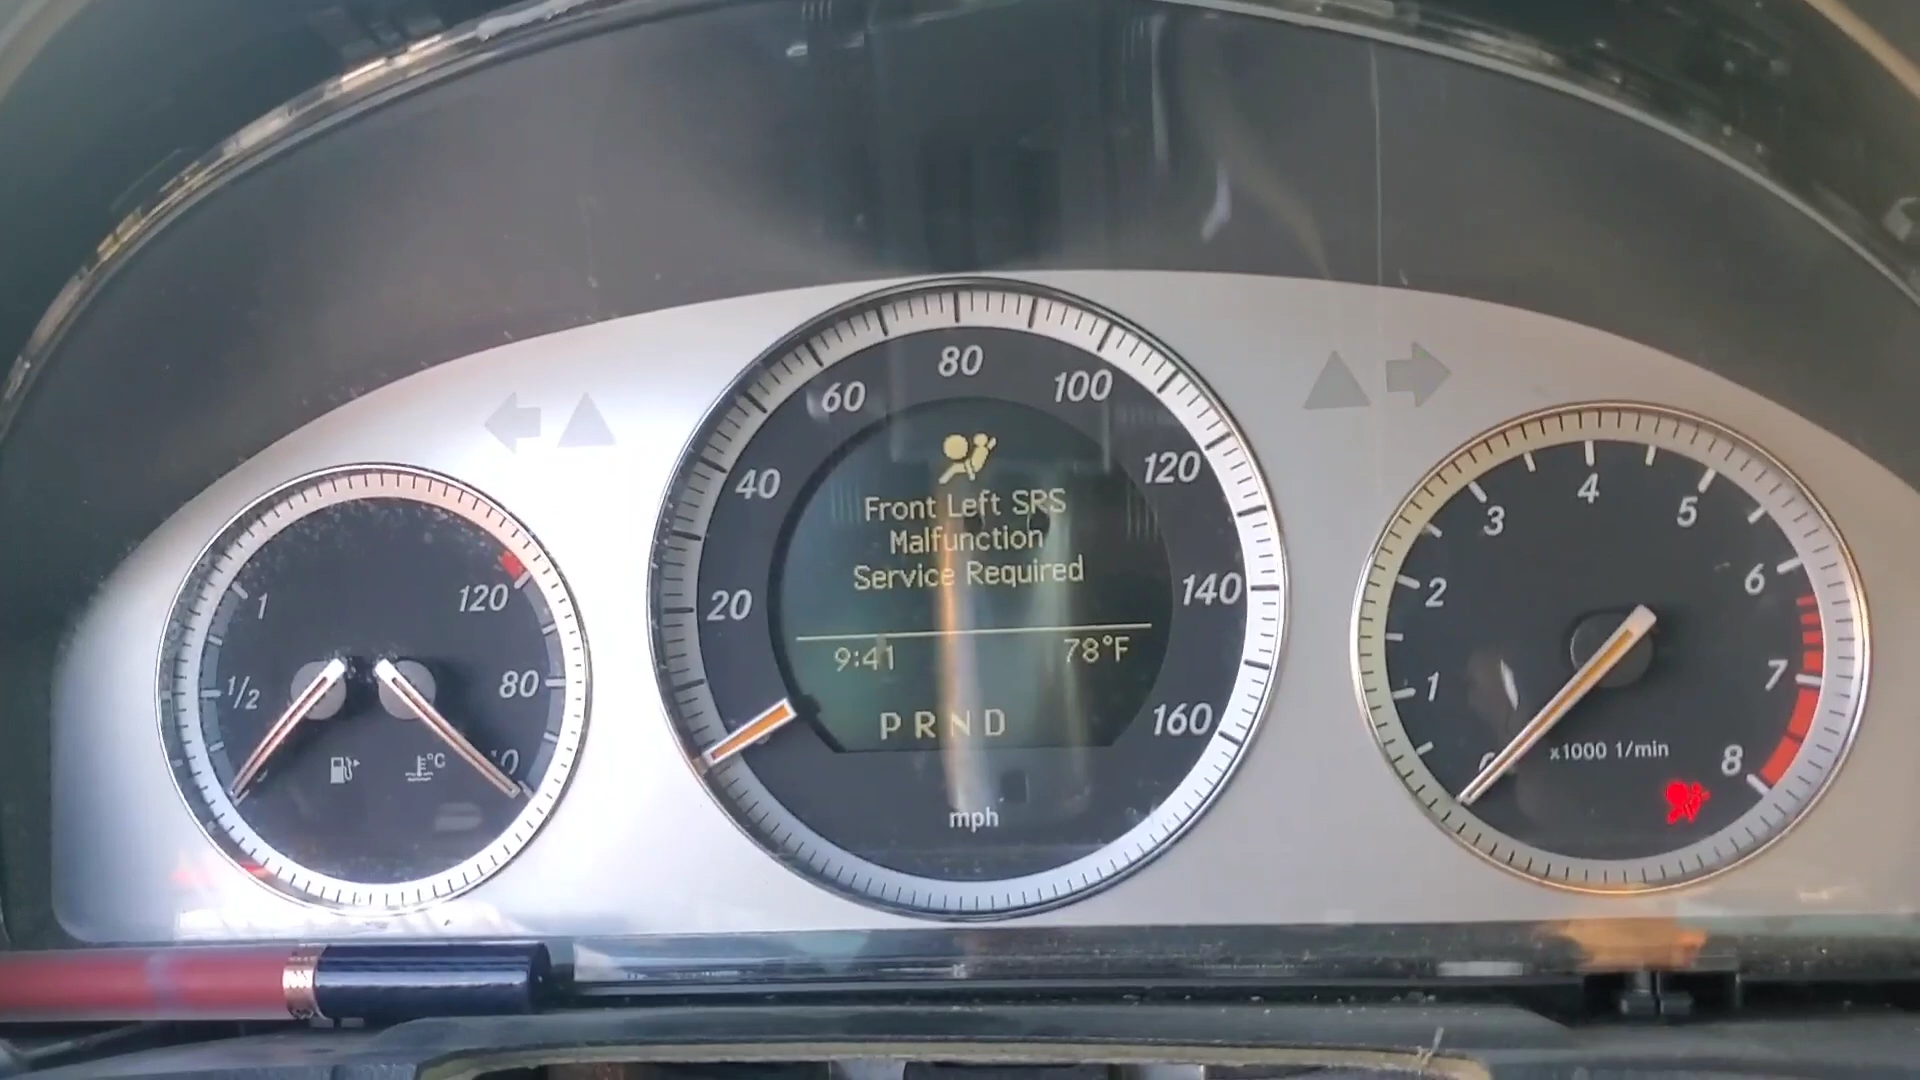 80
60
100
40
120
20
140
160
Front Left SRS
Malfunction
Service Required
9:41 78°F
P R N D
mph
1
1/2
120
80
°C
1
2
3
4
5
6
7
8
x1000 1/min